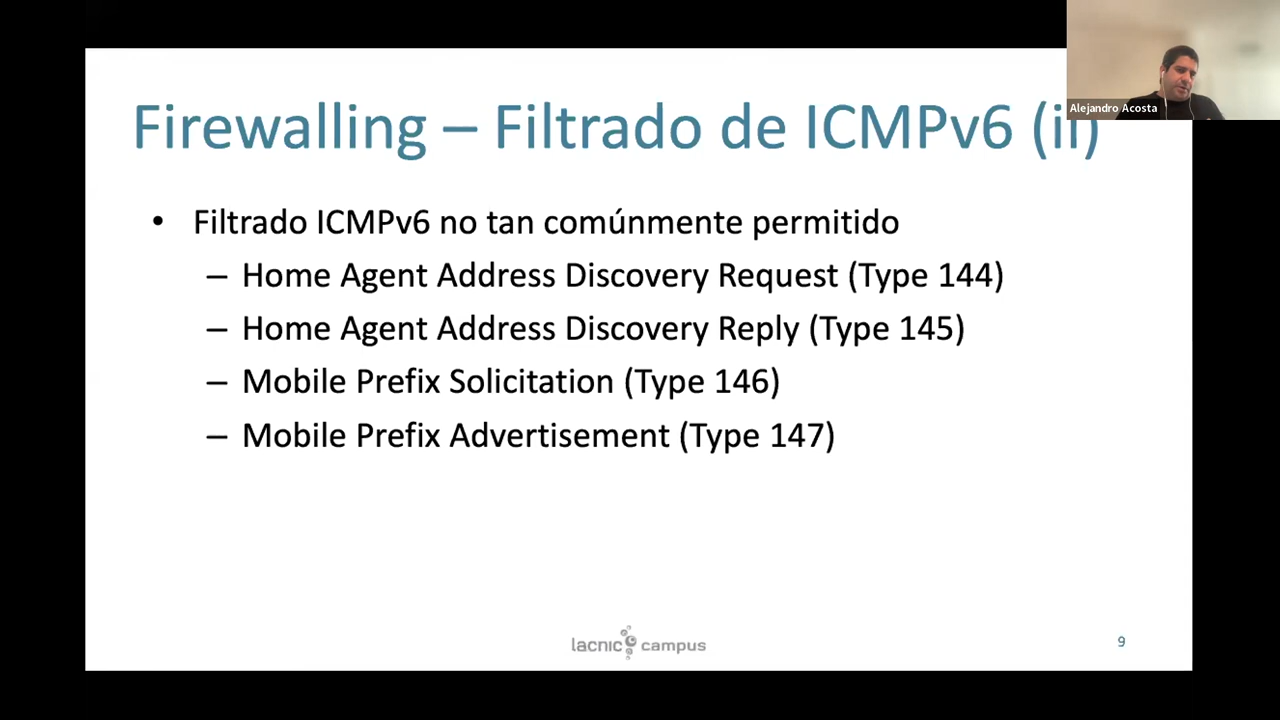 Alejandro Acosta
Firewalling – Filtrado de ICMPv6 (ii)
• Filtrado ICMPv6 no tan comúnmente permitido
– Home Agent Address Discovery Request (Type 144)
– Home Agent Address Discovery Reply (Type 145)
– Mobile Prefix Solicitation (Type 146)
– Mobile Prefix Advertisement (Type 147)
lacnic campus
9